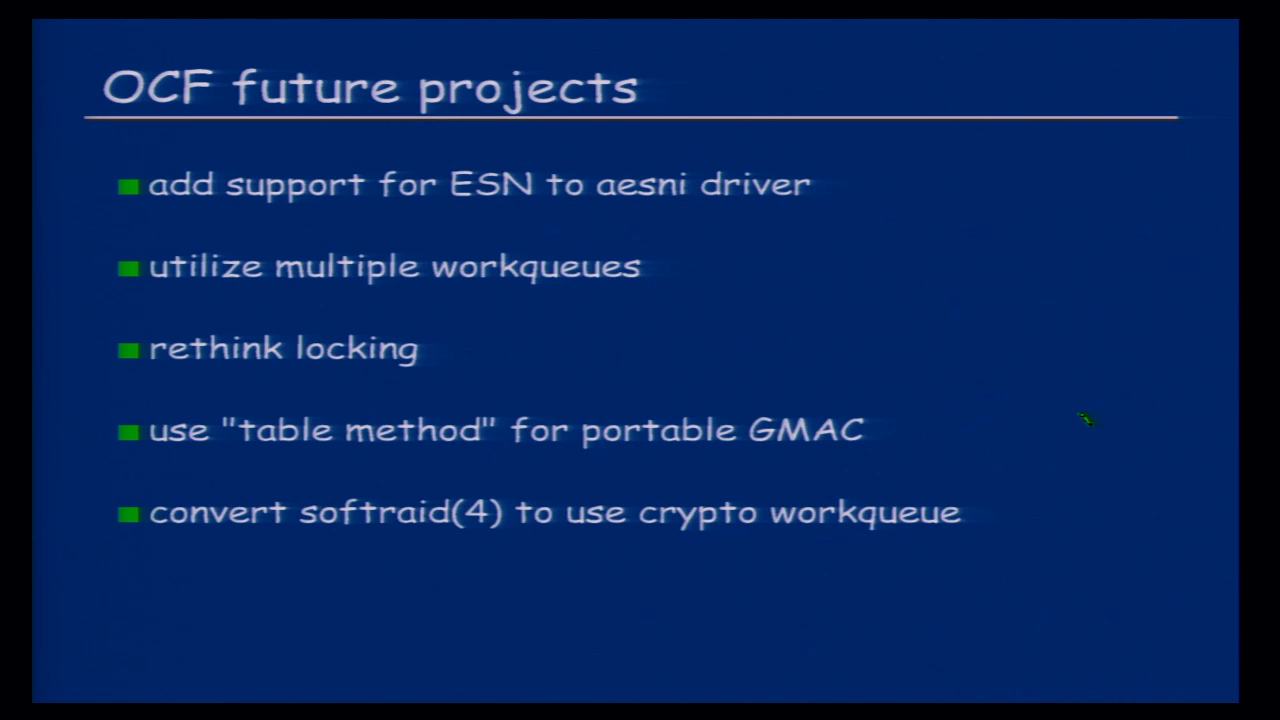 OCF future projects
add support for ESN to aesni driver
utilize multiple workqueues
rethink locking
use "table method" for portable GMAC
convert softraid(4) to use crypto workqueue